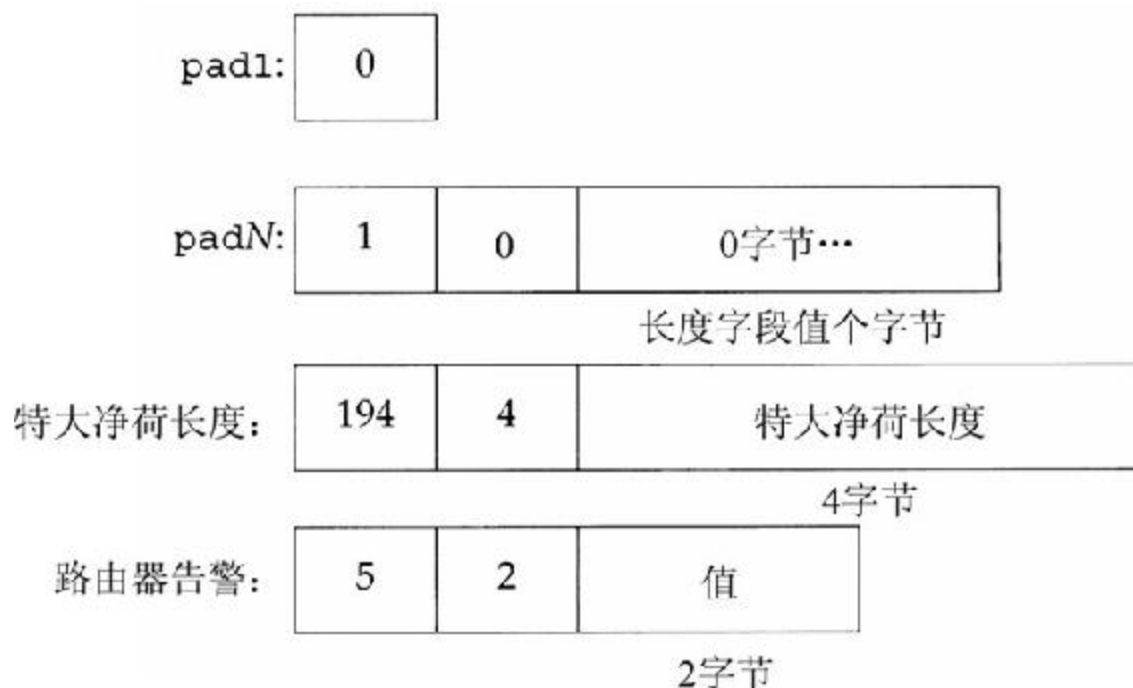 pad1: 0
padN: 1 0 0字节…
长度字段值个字节
特大净荷长度： 194 4 特大净荷长度
4字节
路由器告警： 5 2 值
2字节